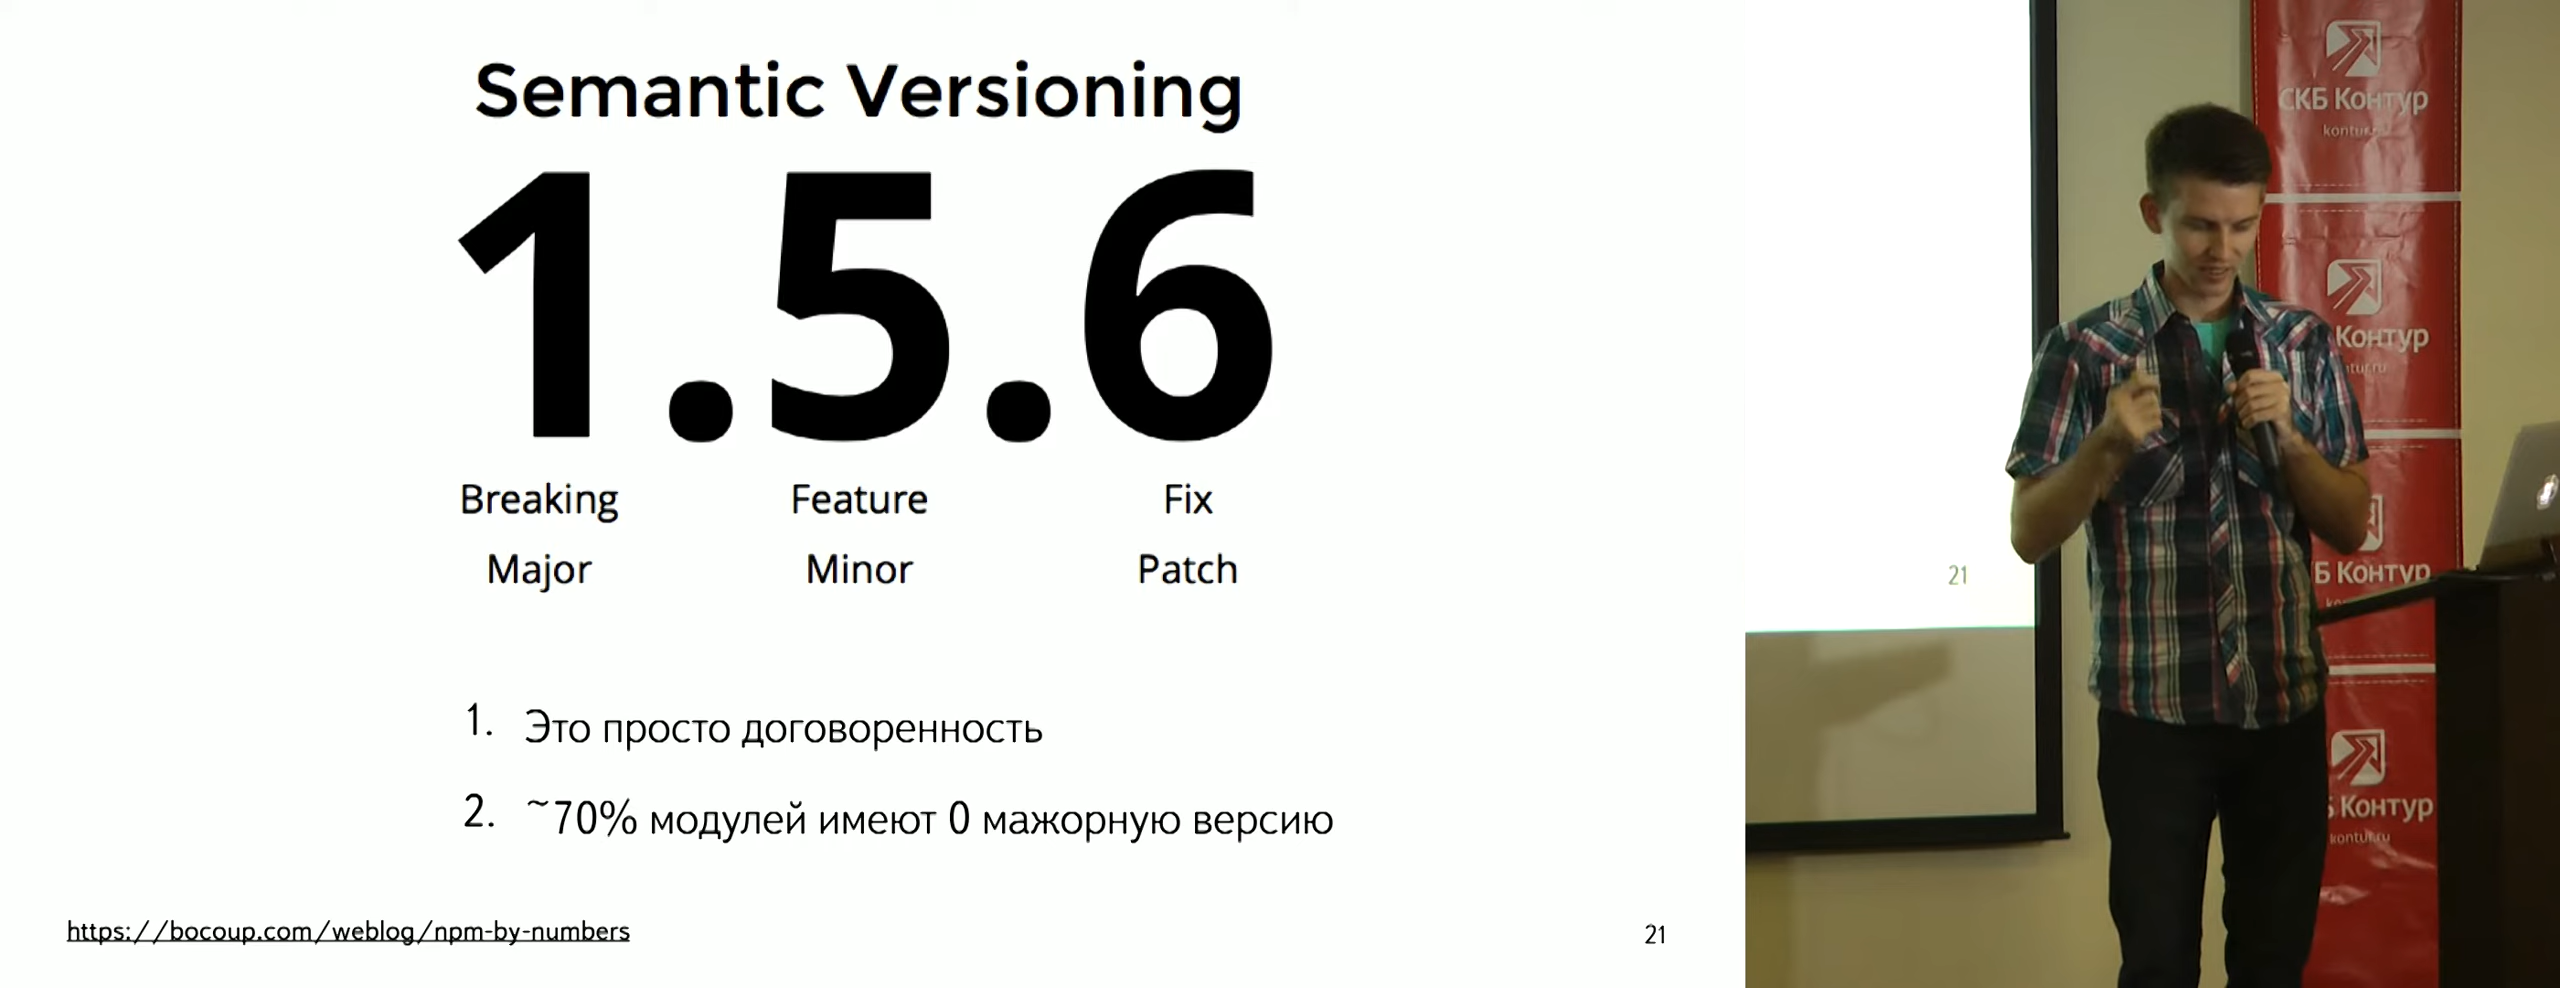 Semantic Versioning
1.5.6
Breaking Feature Fix
Major Minor Patch
1. Это просто договоренность
2. ~70% модулей имеют 0 мажорную версию
https://bocoup.com/weblog/npm-by-numbers
21
21
СКБ Контур
kontur.ru
Контур
Б Контур
Контур
kontur.ru